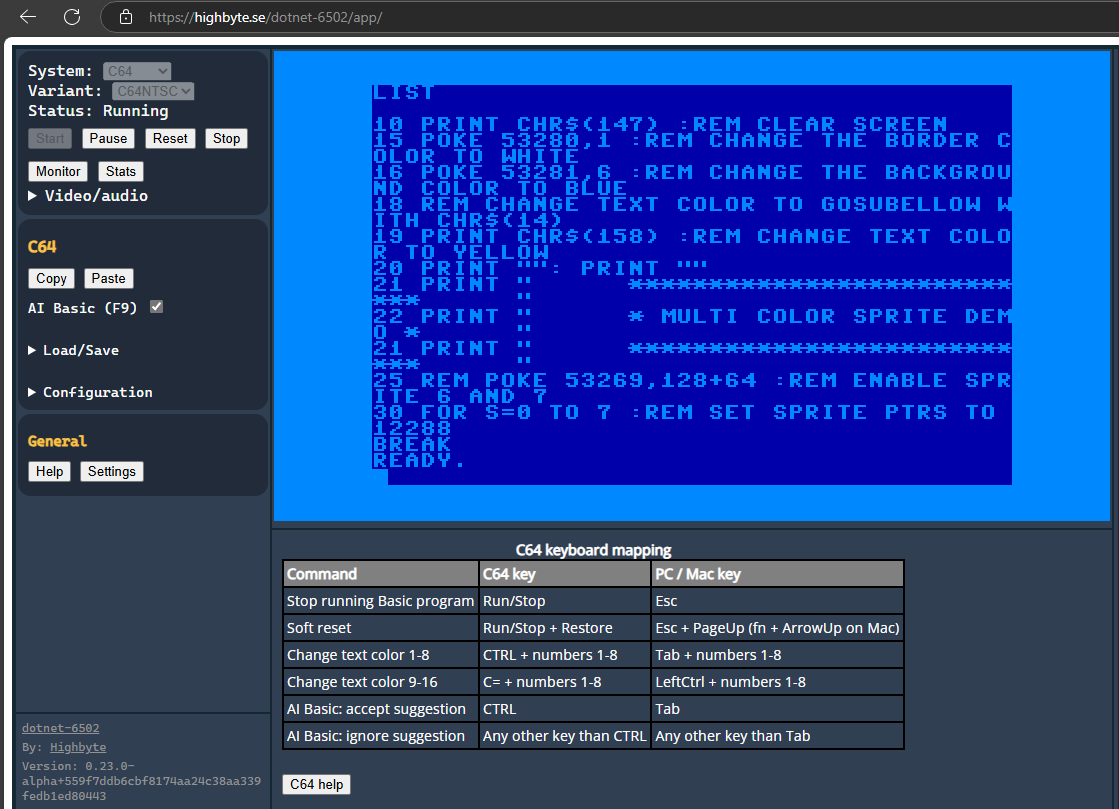 https://highbyte.se/dotnet-6502/app/
System: C64
Variant: C64NTSC
Status: Running
Start Pause Reset Stop
Monitor Stats
Video/audio
C64
Copy Paste
AI Basic (F9)
Load/Save
Configuration
General
Help Settings
dotnet-6502
By: Highbyte
Version: 0.23.0-
alpha+559f7ddb6cbf8174aa24c38aa339
fedb1ed80443
LIST
10 PRINT CHR$(147) :REM CLEAR SCREEN
15 POKE 53280,1 :REM CHANGE THE BORDER C
OLOR TO WHITE
16 POKE 53281,6 :REM CHANGE THE BACKGROU
ND COLOR TO BLUE
18 REM CHANGE TEXT COLOR TO GOSUBELLOW W
ITH CHR$(14)
19 PRINT CHR$(158) :REM CHANGE TEXT COLO
R TO YELLOW
20 PRINT "": PRINT ""
21 PRINT "      ************************
***      "
22 PRINT "      * MULTI COLOR SPRITE DEM
O *      "
21 PRINT "      ************************
***      "
25 REM POKE 53269,128+64 :REM ENABLE SPR
ITE 6 AND 7
30 FOR S=0 TO 7 :REM SET SPRITE PTRS TO
12288
BREAK
READY.
C64 keyboard mapping
Command C64 key PC / Mac key
Stop running Basic program Run/Stop Esc
Soft reset Run/Stop + Restore Esc + PageUp (fn + ArrowUp on Mac)
Change text color 1-8 CTRL + numbers 1-8 Tab + numbers 1-8
Change text color 9-16 C= + numbers 1-8 LeftCtrl + numbers 1-8
AI Basic: accept suggestion CTRL Tab
AI Basic: ignore suggestion Any other key than CTRL Any other key than Tab
C64 help